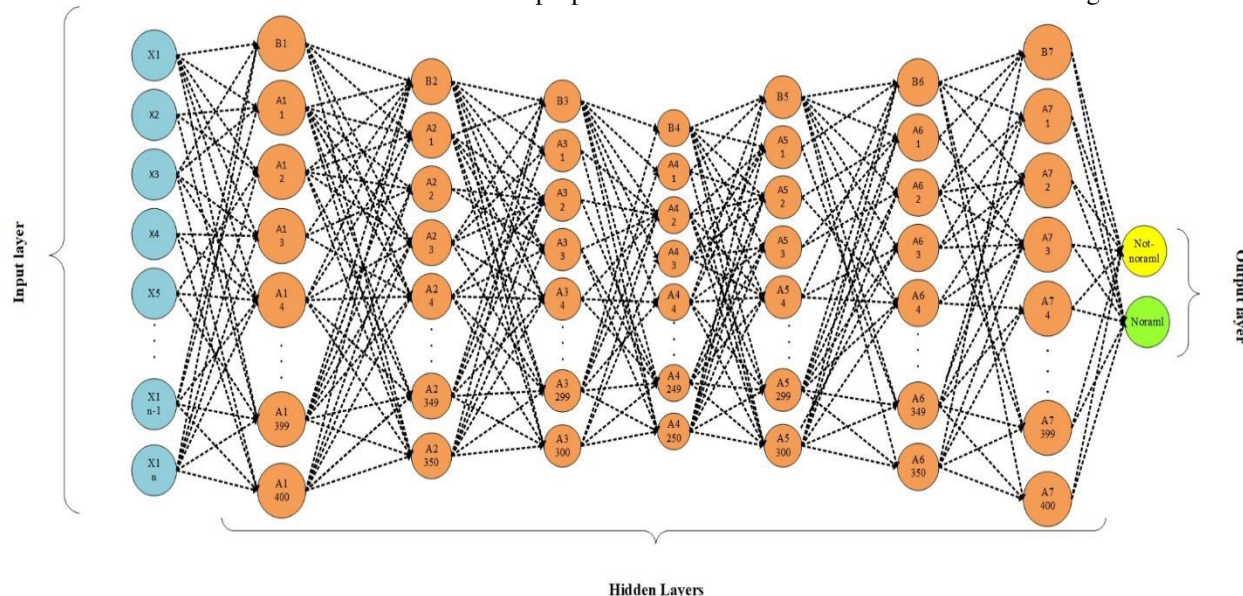 Input layer
X1
X2
X3
X4
X5
X1
n-1
X1
n
B1
A1
1
A1
2
A1
3
A1
4
A1
399
A1
400
B2
A2
1
A2
2
A2
3
A2
4
A2
349
A2
350
B3
A3
1
A3
2
A3
3
A3
4
A3
299
A3
300
B4
A4
1
A4
2
A4
3
A4
4
A4
249
A4
250
B5
A5
1
A5
2
A5
3
A5
4
A5
299
A5
300
B6
A6
1
A6
2
A6
3
A6
4
A6
349
A6
350
B7
A7
1
A7
2
A7
3
A7
4
A7
399
A7
400
Not-
noraml
Noraml
Output layer
Hidden Layers